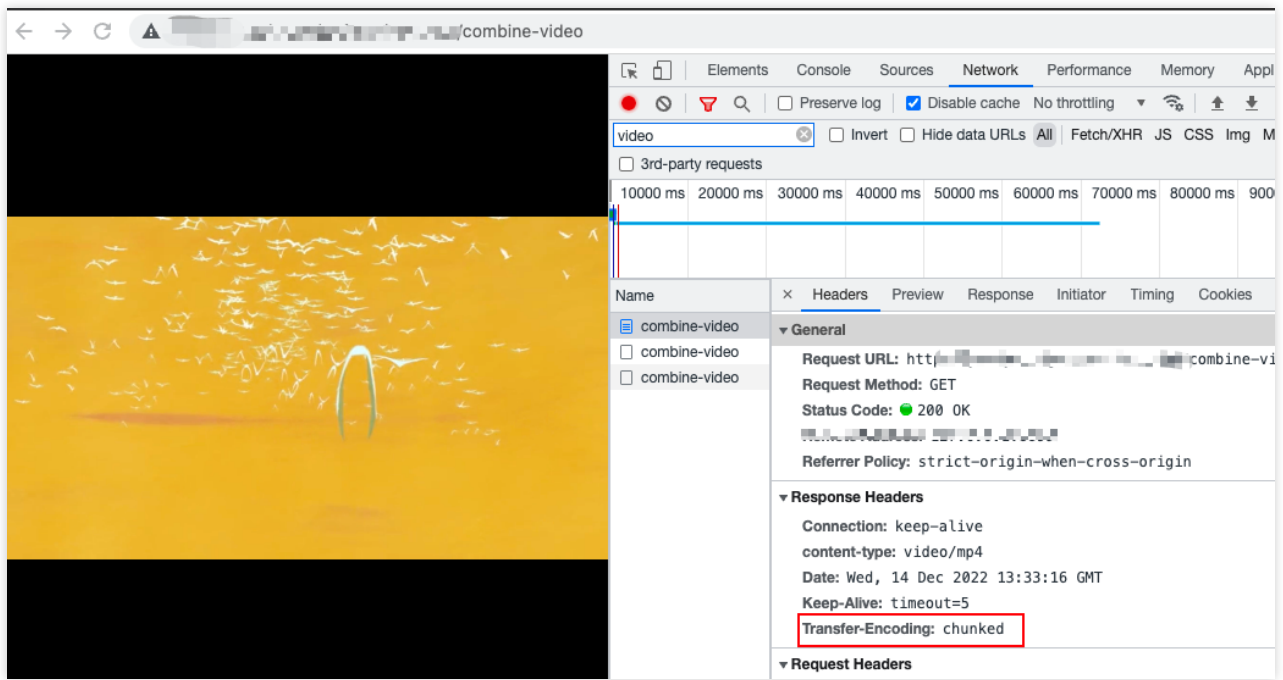 /combine-video
Elements Console Sources Network Performance Memory Appl
Preserve log Disable cache No throttling
video Invert Hide data URLs All Fetch/XHR JS CSS Img M
3rd-party requests
10000 ms 20000 ms 30000 ms 40000 ms 50000 ms 60000 ms 70000 ms 80000 ms 900
Name × Headers Preview Response Initiator Timing Cookies
combine-video
combine-video
combine-video
General
Request URL: http combine-vi
Request Method: GET
Status Code: 200 OK
Referrer Policy: strict-origin-when-cross-origin
Response Headers
Connection: keep-alive
content-type: video/mp4
Date: Wed, 14 Dec 2022 13:33:16 GMT
Keep-Alive: timeout=5
Transfer-Encoding: chunked
Request Headers